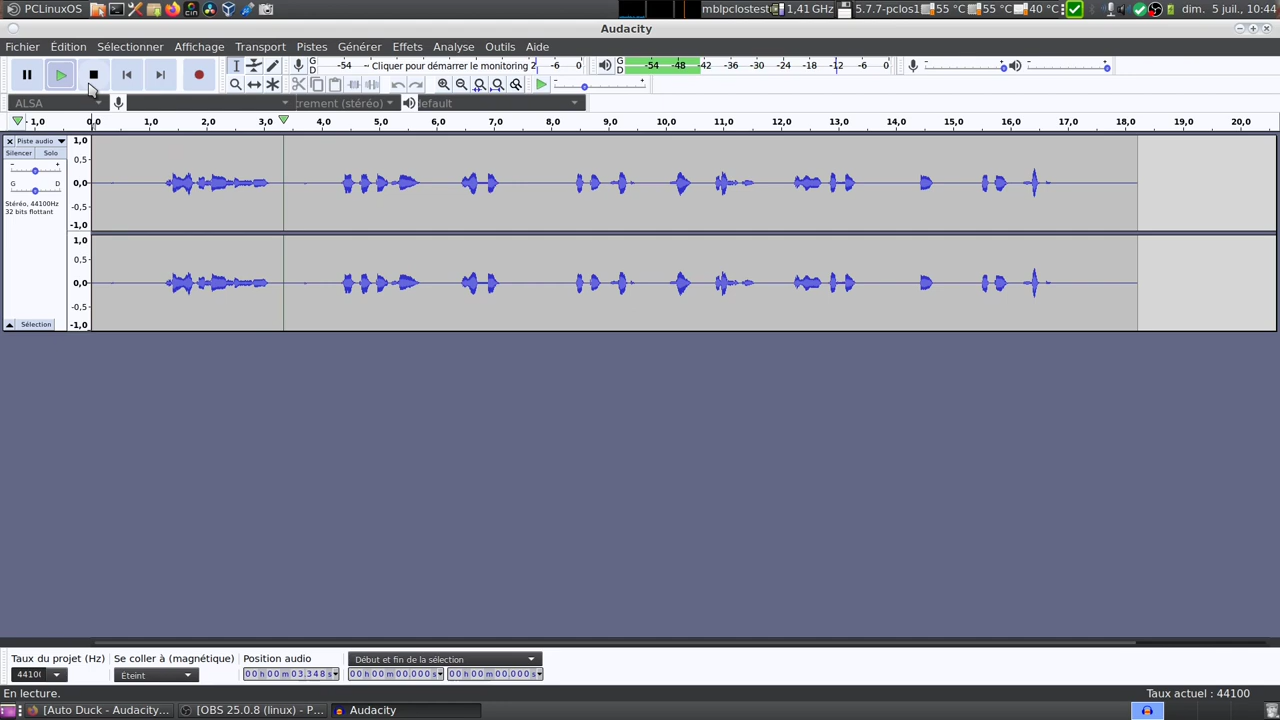 PCLinuxOS mblpclostest 1,41 GHz 5.7.7-pclos1 55 °C 55 °C 40 °C dim. 5 juil., 10:44
Audacity
Fichier Édition Sélectionner Affichage Transport Pistes Générer Effets Analyse Outils Aide
G D -54 Cliquer pour démarrer le monitoring 2 -6 0 G D -54 -48 -42 -36 -30 -24 -18 -12 -6 0
ALSA rement (stéréo) default
- 1,0 0,0 1,0 2,0 3,0 4,0 5,0 6,0 7,0 8,0 9,0 10,0 11,0 12,0 13,0 14,0 15,0 16,0 17,0 18,0 19,0 20,0
Piste audio 1,0
Silencer Solo
0,5
G D 0,0
Stéréo, 44100Hz -0,5
32 bits flottant
-1,0
1,0
0,5
0,0
-0,5
Sélection -1,0
Taux du projet (Hz) Se coller à (magnétique) Position audio Début et fin de la sélection
44100 Éteint 00 h 00 m 03.348 s 00 h 00 m 00.000 s 00 h 00 m 00.000 s
En lecture. Taux actuel : 44100
[Auto Duck - Audacity... [OBS 25.0.8 (linux) - P... Audacity